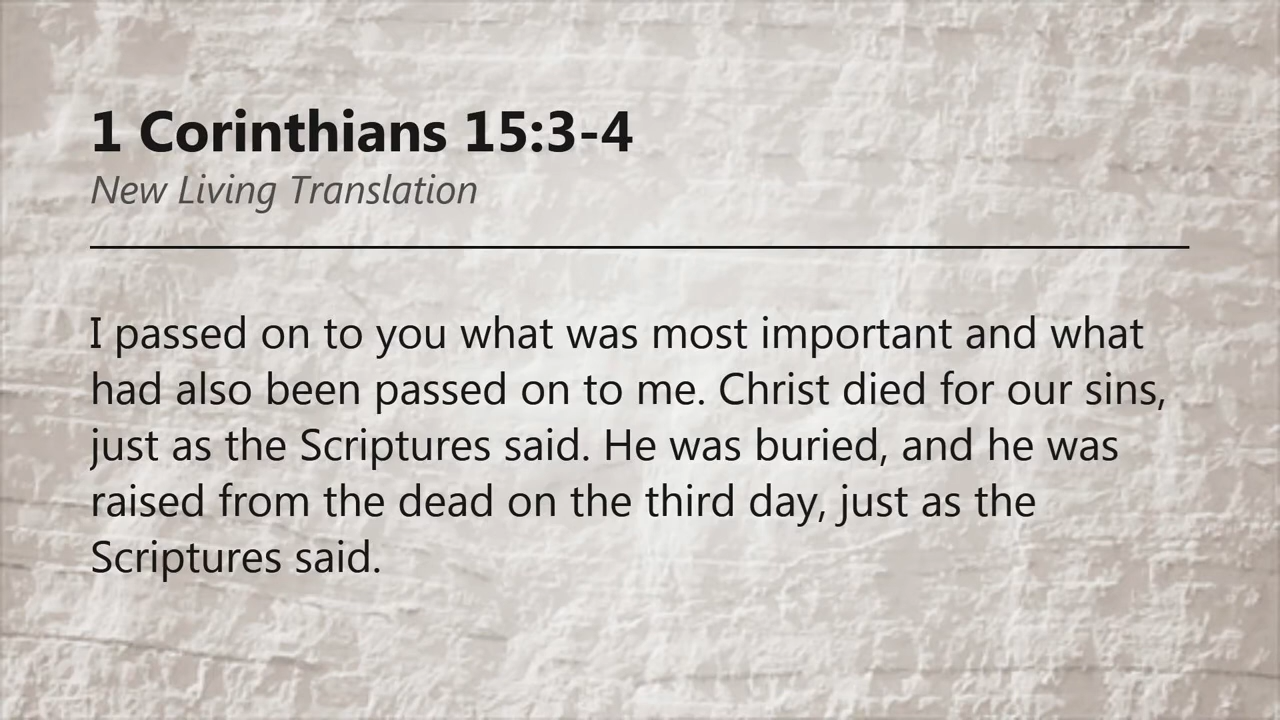 1 Corinthians 15:3-4
New Living Translation
I passed on to you what was most important and what
had also been passed on to me. Christ died for our sins,
just as the Scriptures said. He was buried, and he was
raised from the dead on the third day, just as the
Scriptures said.